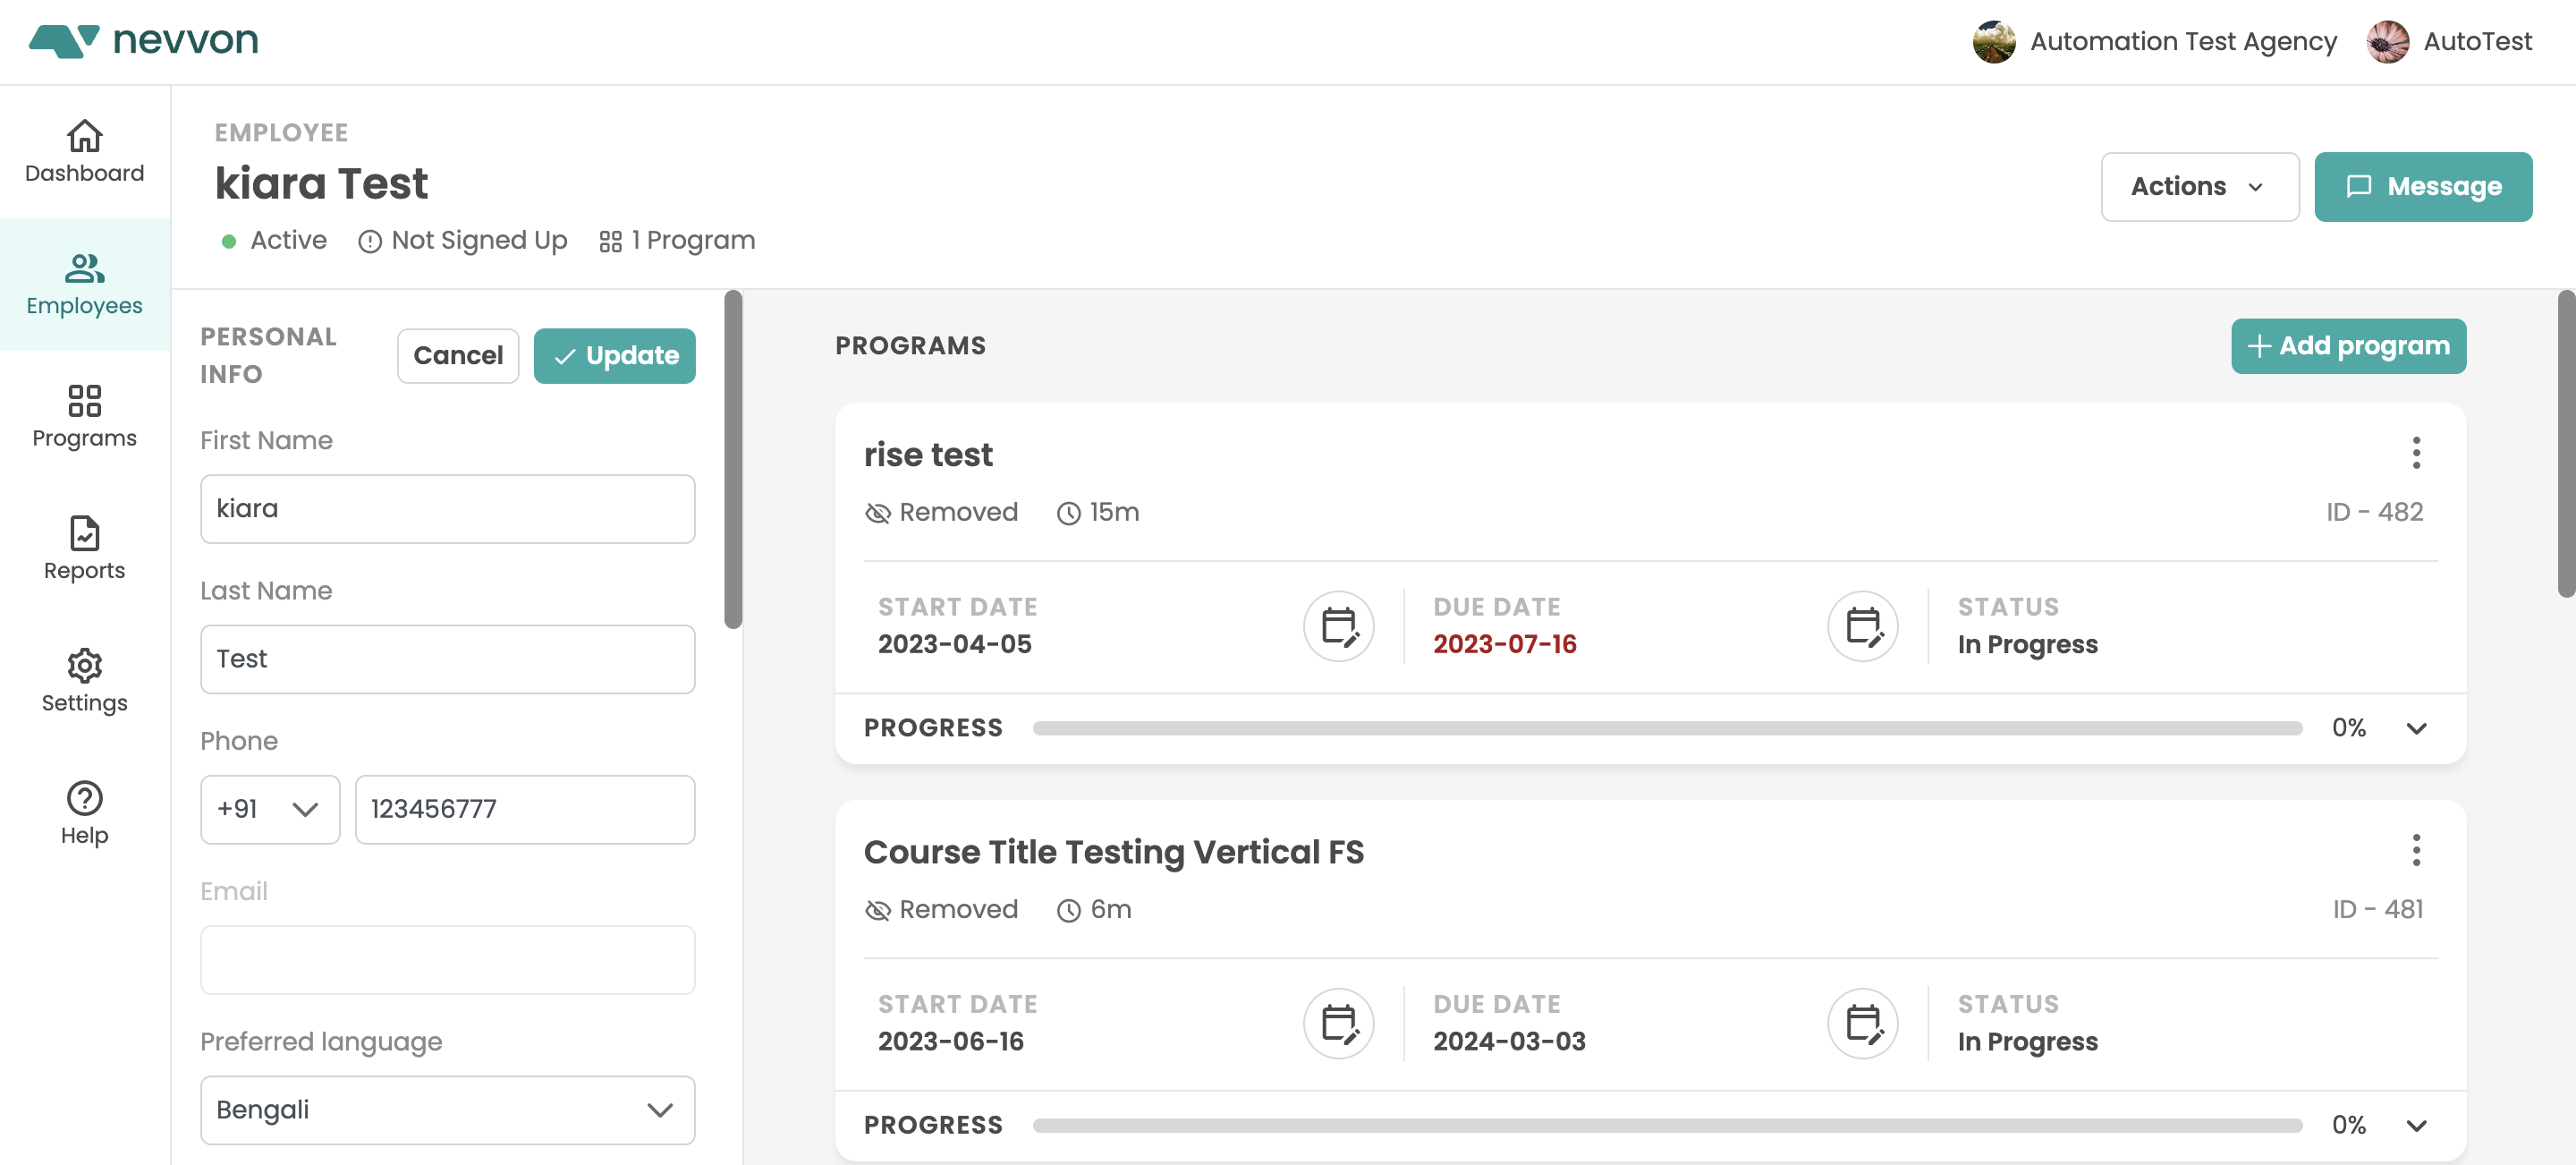 nevvon
Automation Test Agency
AutoTest
Dashboard
Employees
Programs
Reports
Settings
Help
EMPLOYEE
kiara Test
Active
Not Signed Up
1 Program
Actions
Message
PERSONAL
INFO
Cancel
Update
First Name
kiara
Last Name
Test
Phone
+91
123456777
Email
Preferred language
Bengali
PROGRAMS
Add program
rise test
Removed
15m
ID - 482
START DATE
2023-04-05
DUE DATE
2023-07-16
STATUS
In Progress
PROGRESS
0%
Course Title Testing Vertical FS
Removed
6m
ID - 481
START DATE
2023-06-16
DUE DATE
2024-03-03
STATUS
In Progress
PROGRESS
0%